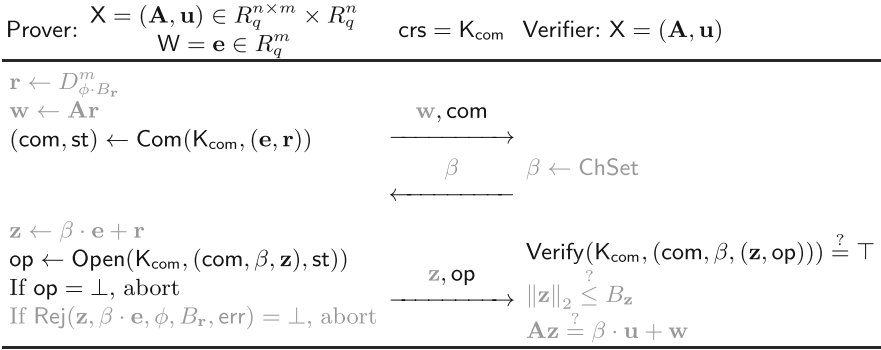 Prover: X = (A, u) ∈ R_q^{n×m} × R_q^n
W = e ∈ R_q^m
crs = K_com
Verifier: X = (A, u)
r ← D^m_{ϕ·B_r}
w ← Ar
(com, st) ← Com(K_com, (e, r))
w, com
β
β ← ChSet
z ← β · e + r
op ← Open(K_com, (com, β, z), st))
If op = ⊥, abort
If Rej(z, β · e, ϕ, B_r, err) = ⊥, abort
z, op
Verify(K_com, (com, β, (z, op))) ≟ ⊤
‖z‖₂ ≤? B_z
Az ≟ β · u + w